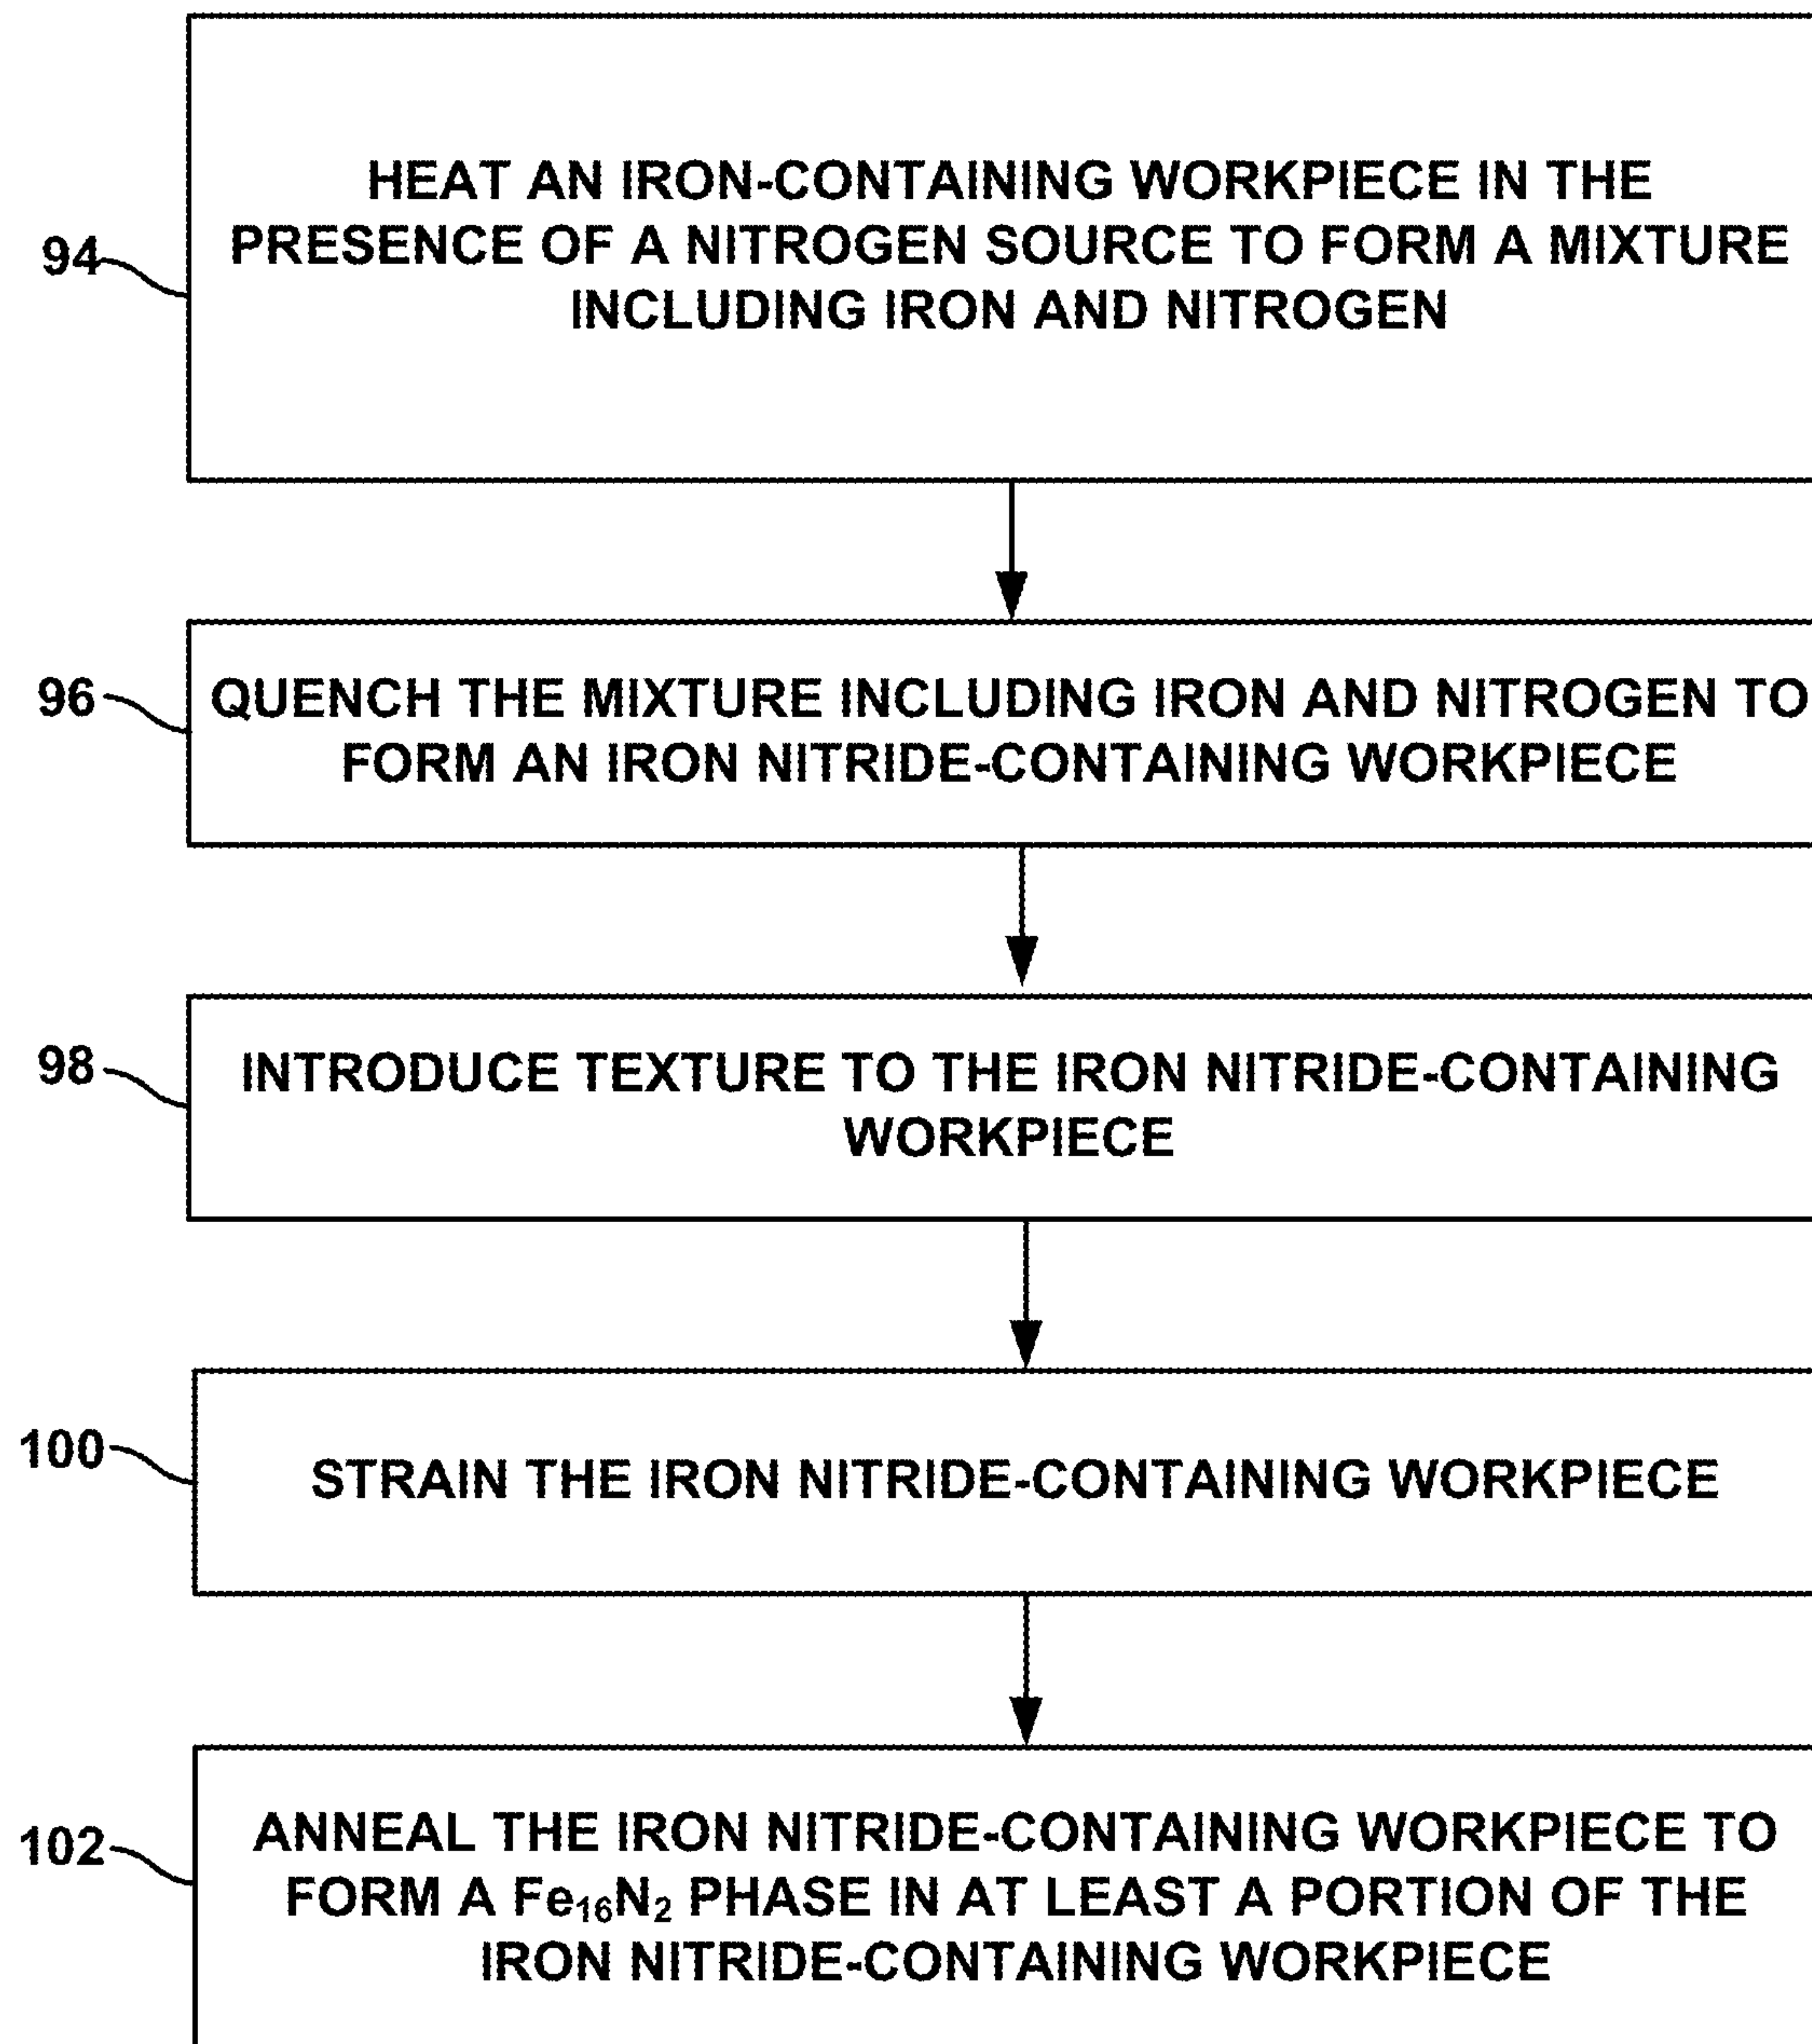 HEAT AN IRON-CONTAINING WORKPIECE IN THE
94 PRESENCE OF A NITROGEN SOURCE TO FORM A MIXTURE
INCLUDING IRON AND NITROGEN
96 QUENCH THE MIXTURE INCLUDING IRON AND NITROGEN TO
FORM AN IRON NITRIDE-CONTAINING WORKPIECE
98 INTRODUCE TEXTURE TO THE IRON NITRIDE-CONTAINING
WORKPIECE
100 STRAIN THE IRON NITRIDE-CONTAINING WORKPIECE
102 ANNEAL THE IRON NITRIDE-CONTAINING WORKPIECE TO
FORM A Fe₁₆N₂ PHASE IN AT LEAST A PORTION OF THE
IRON NITRIDE-CONTAINING WORKPIECE